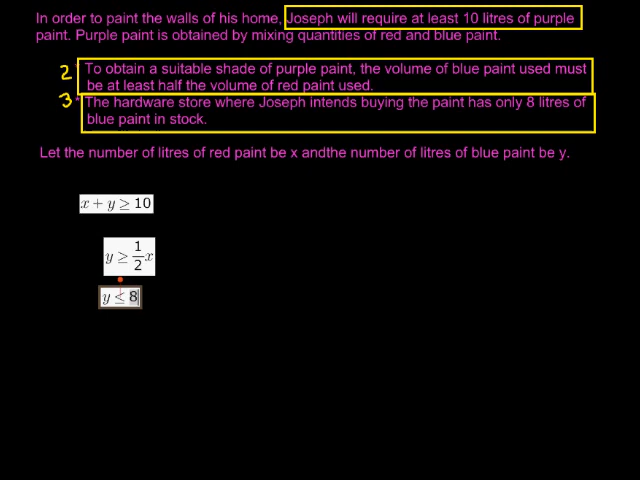 In order to paint the walls of his home, Joseph will require at least 10 litres of purple
paint. Purple paint is obtained by mixing quantities of red and blue paint.
2 * To obtain a suitable shade of purple paint, the volume of blue paint used must
be at least half the volume of red paint used.
3 * The hardware store where Joseph intends buying the paint has only 8 litres of
blue paint in stock.
Let the number of litres of red paint be x andthe number of litres of blue paint be y.
x + y ≥ 10
y ≥ 1/2 x
y ≤ 8